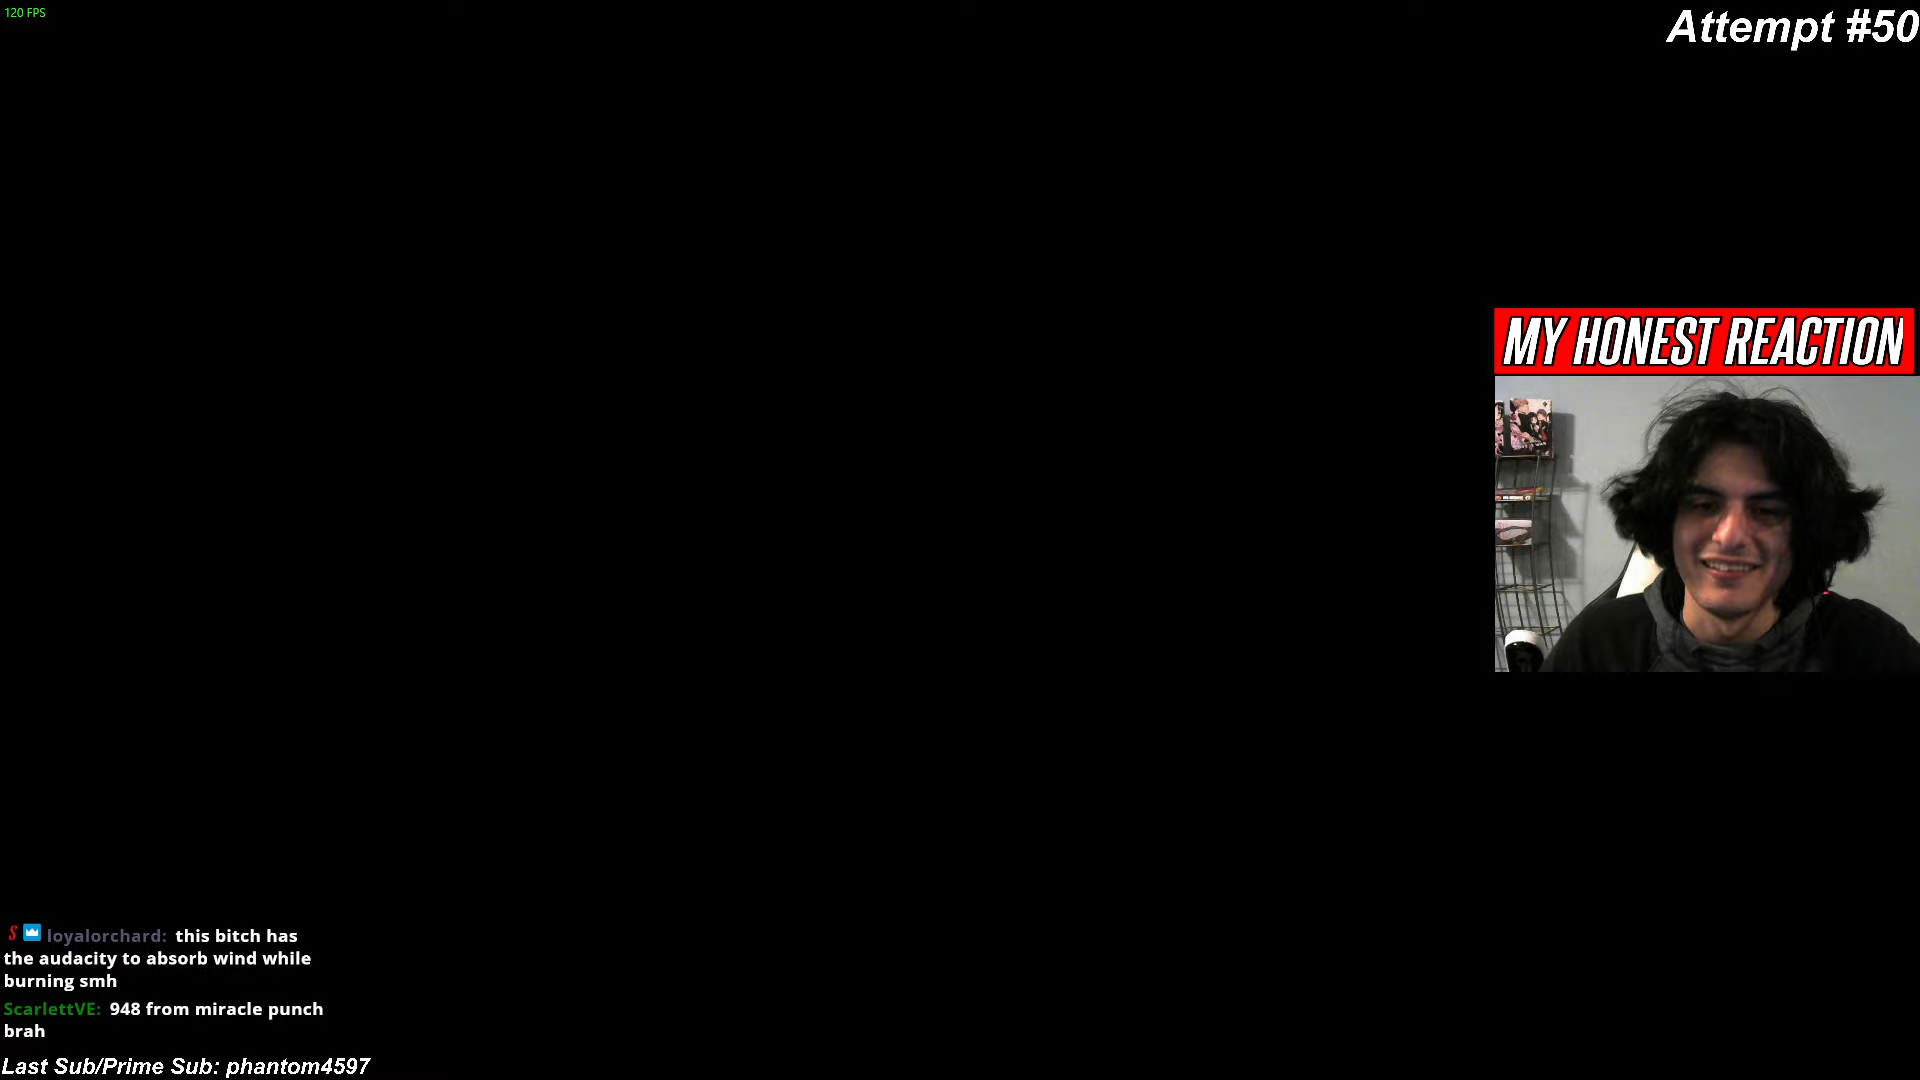 120 FPS
Attempt #50
MY HONEST REACTION
loyalorchard: this bitch has
the audacity to absorb wind while
burning smh
ScarlettVE: 948 from miracle punch
brah
Last Sub/Prime Sub: phantom4597